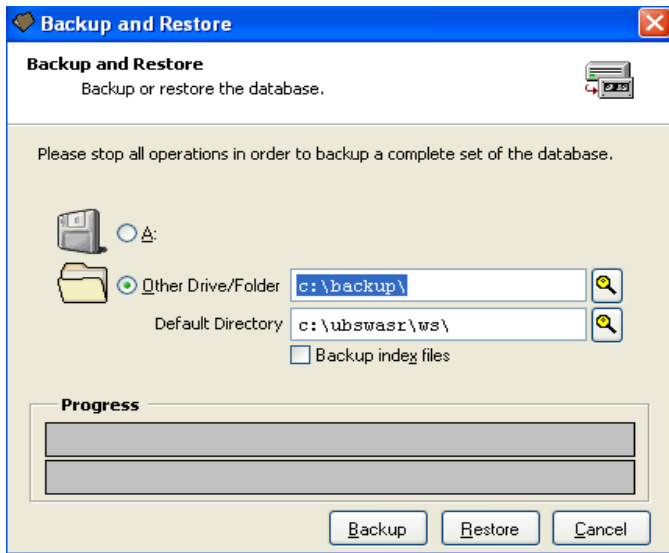 Backup and Restore
Backup and Restore
Backup or restore the database.
Please stop all operations in order to backup a complete set of the database.
A:
Other Drive/Folder c:\backup\
Default Directory c:\ubswasr\ws\
Backup index files
Progress
Backup Restore Cancel